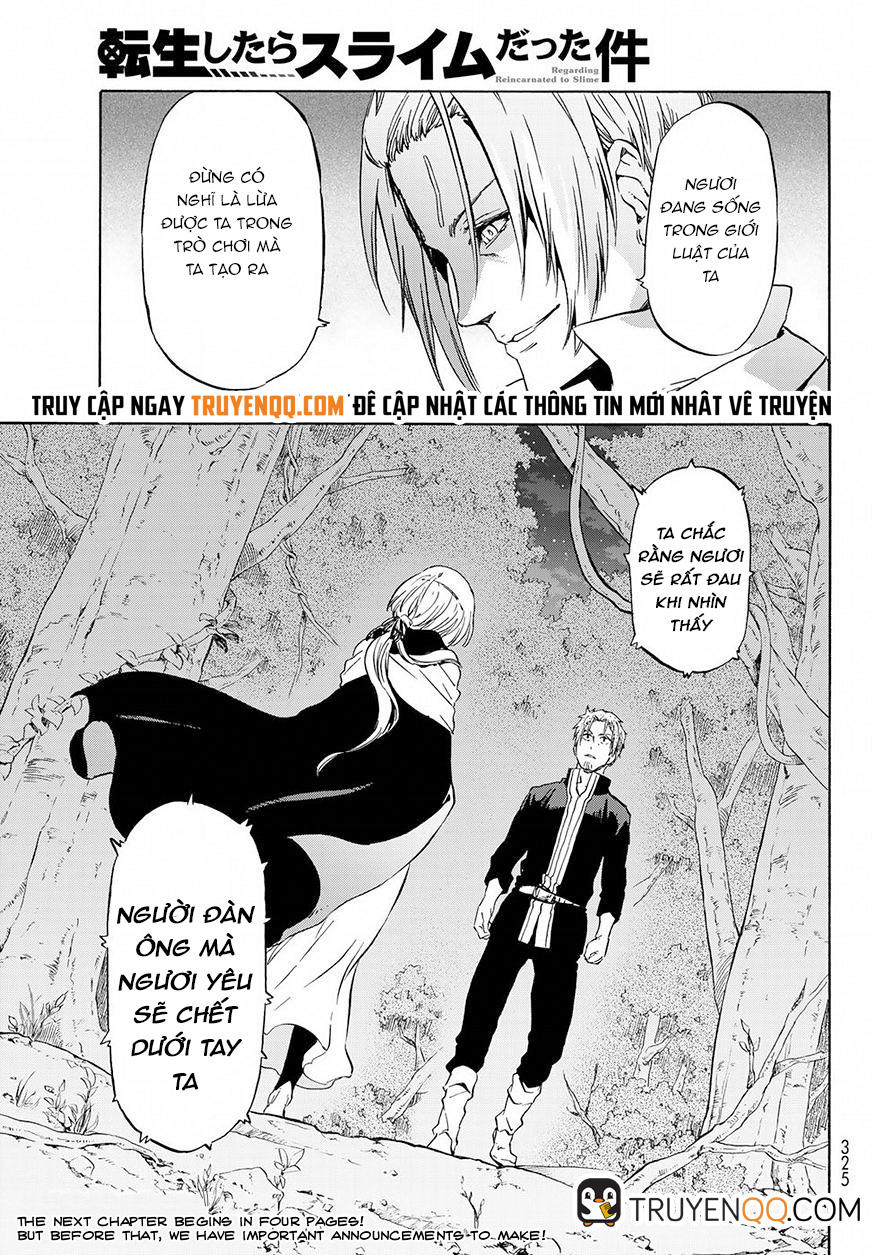 転生したらスライムだった件
Regarding
Reincarnated to Slime
NGƯƠI
ĐANG SỐNG
TRONG GIỚI
LUẬT CỦA
TA
ĐỪNG CÓ
NGHĨ LÀ LỪA
ĐƯỢC TA TRONG
TRÒ CHƠI MÀ
TA TẠO RA
TRUY CẬP NGAY TRUYENQQ.COM ĐỂ CẬP NHẬT CÁC THÔNG TIN MỚI NHẤT VỀ TRUYỆN
TA CHẮC
RẰNG NGƯƠI
SẼ RẤT ĐAU
KHI NHÌN
THẤY
NGƯỜI ĐÀN
ÔNG MÀ
NGƯƠI YÊU
SẼ CHẾT
DƯỚI TAY
TA
325
THE NEXT CHAPTER BEGINS IN FOUR PAGES!
BUT BEFORE THAT, WE HAVE IMPORTANT ANNOUNCEMENTS TO MAKE!
TRUYENQQ.COM